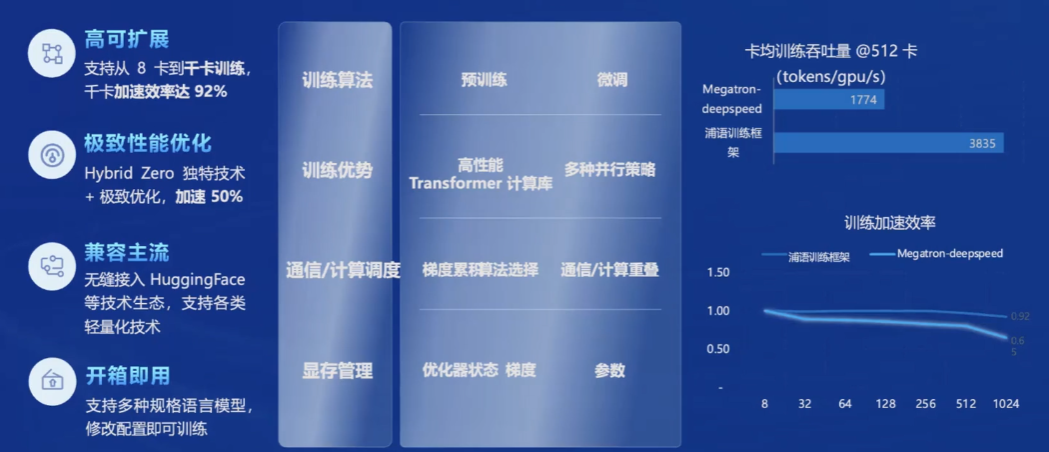 高可扩展
支持从 8 卡到千卡训练，
千卡加速效率达 92%
极致性能优化
Hybrid Zero 独特技术
+ 极致优化，加速 50%
兼容主流
无缝接入 HuggingFace
等技术生态，支持各类
轻量化技术
开箱即用
支持多种规格语言模型，
修改配置即可训练
训练算法
预训练 微调
训练优势
高性能
Transformer 计算库
多种并行策略
通信/计算调度
梯度累积算法选择 通信/计算重叠
显存管理
优化器状态 梯度 参数
卡均训练吞吐量 @512 卡
(tokens/gpu/s)
Megatron-
deepspeed
1774
浦语训练框
架
3835
训练加速效率
浦语训练框架 Megatron-deepspeed
1.50
1.00
0.50
-
0.92
0.6
5
8 32 64 128 256 512 1024